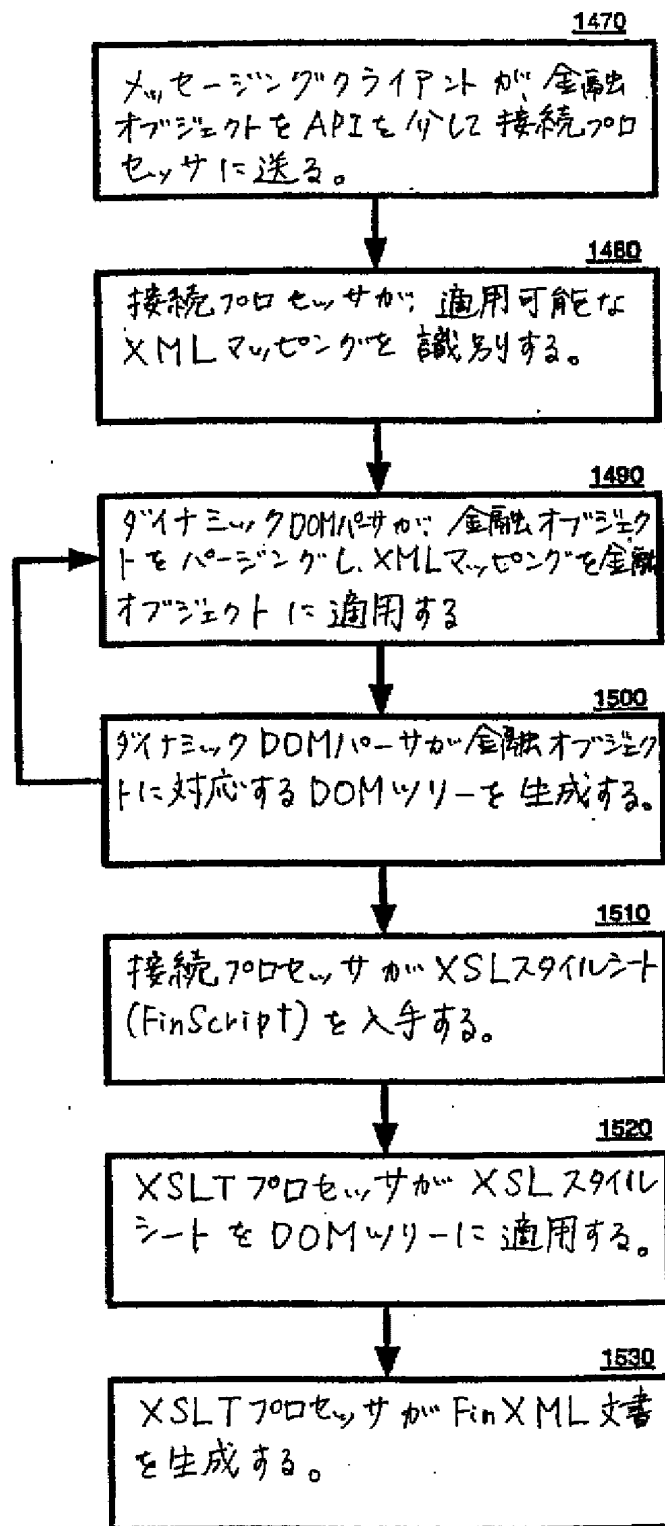 1470
メッセージングクライアントが、金融
オブジェクトをAPIを介して接続プロ
セッサに送る。
1480
接続プロセッサが、適用可能な
XMLマッピングを識別する。
1490
ダイナミックDOMパーサが、金融オブジェク
トをパージングし、XMLマッピングを金融
オブジェクトに適用する
1500
ダイナミックDOMパーサが金融オブジェク
トに対応するDOMツリーを生成する。
1510
接続プロセッサがXSLスタイルシート
(FinScript)を入手する。
1520
XSLTプロセッサがXSLスタイル
シートをDOMツリーに適用する。
1530
XSLTプロセッサがFinXML文書
を生成する。